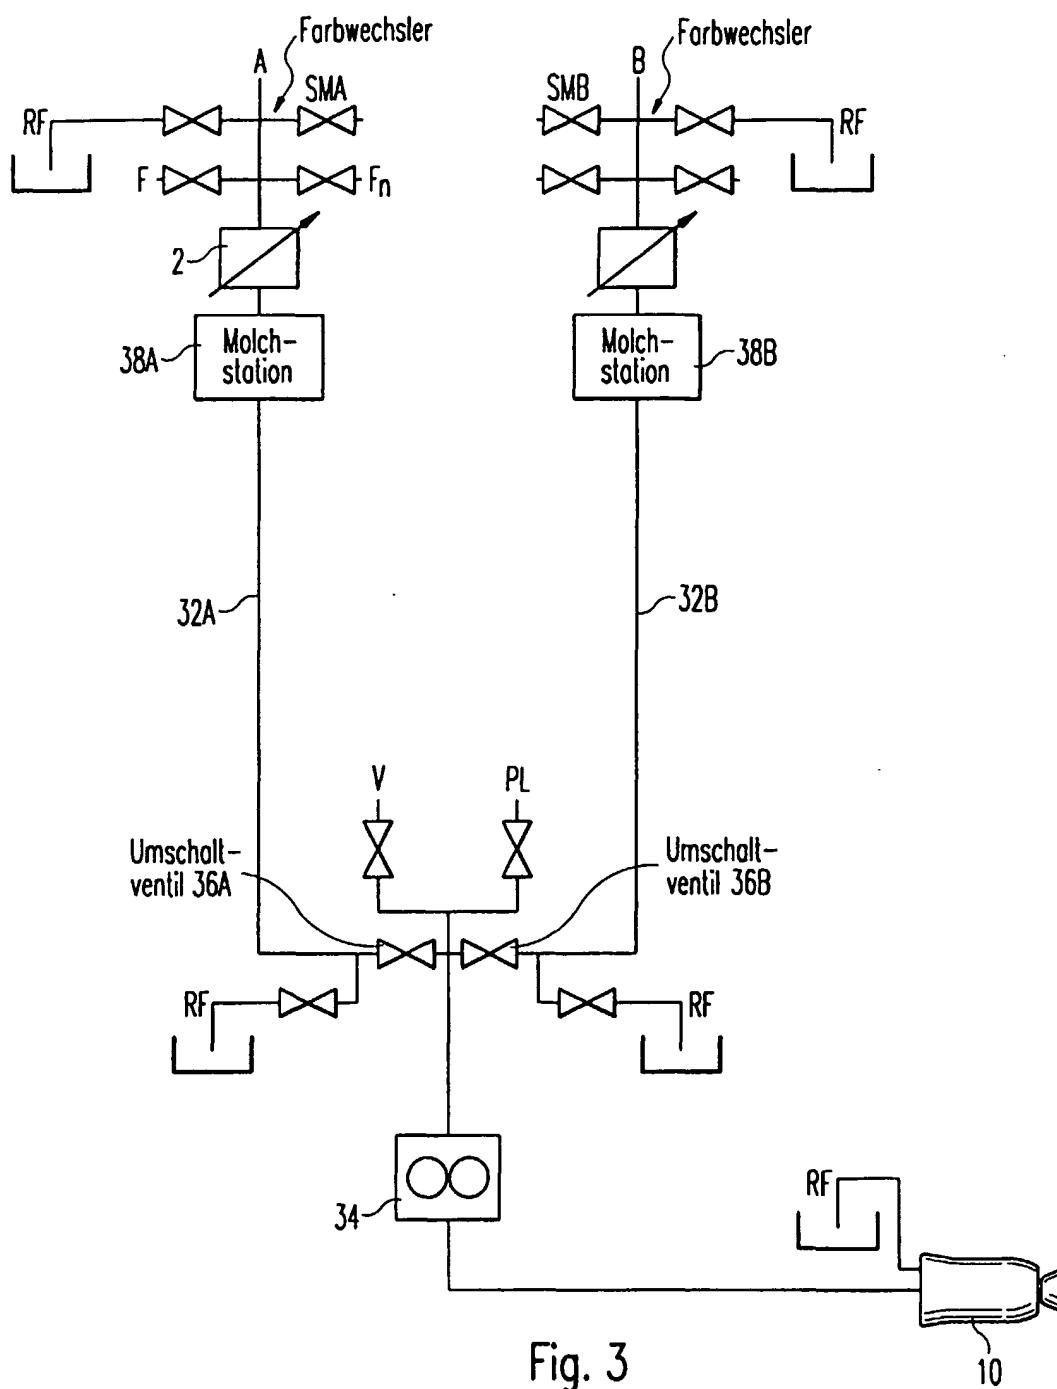 Farbwechsler
Farbwechsler
A
B
SMA
SMB
RF
RF
F
Fn
2
Molch-
station
Molch-
station
38A
38B
32A
32B
V
PL
Umschalt-
ventil 36A
Umschalt-
ventil 36B
RF
RF
34
RF
10
Fig. 3